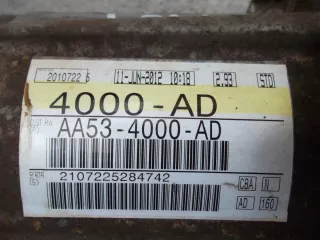 2010722 6 11-JUN-2012 10:18 2.93 STD
4000-AD
AA53-4000-AD
2107225284742
CBA N
AD 160